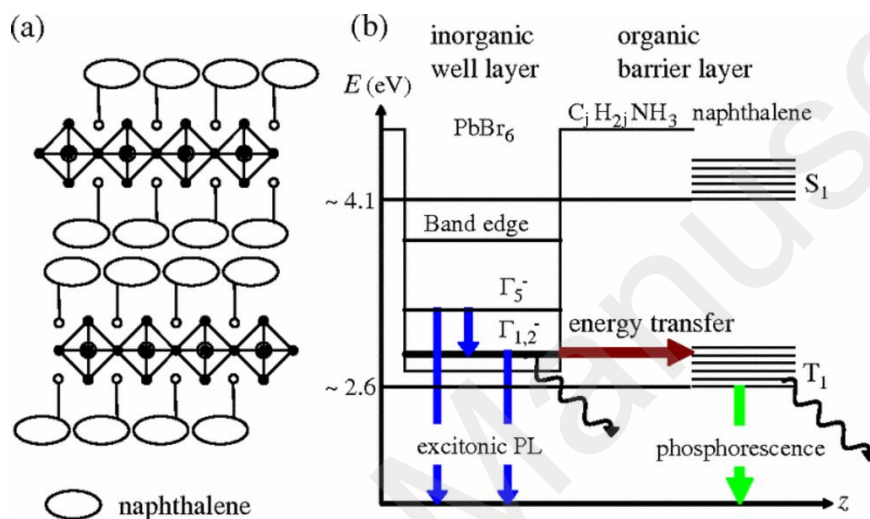 (a)
naphthalene
(b)
inorganic
well layer
organic
barrier layer
E (eV)
PbBr₆
CⱼH₂ⱼNH₃
naphthalene
S₁
~ 4.1
Band edge
Γ₅⁻
Γ₁,₂⁻
energy transfer
T₁
~ 2.6
excitonic PL
phosphorescence
z
Manus